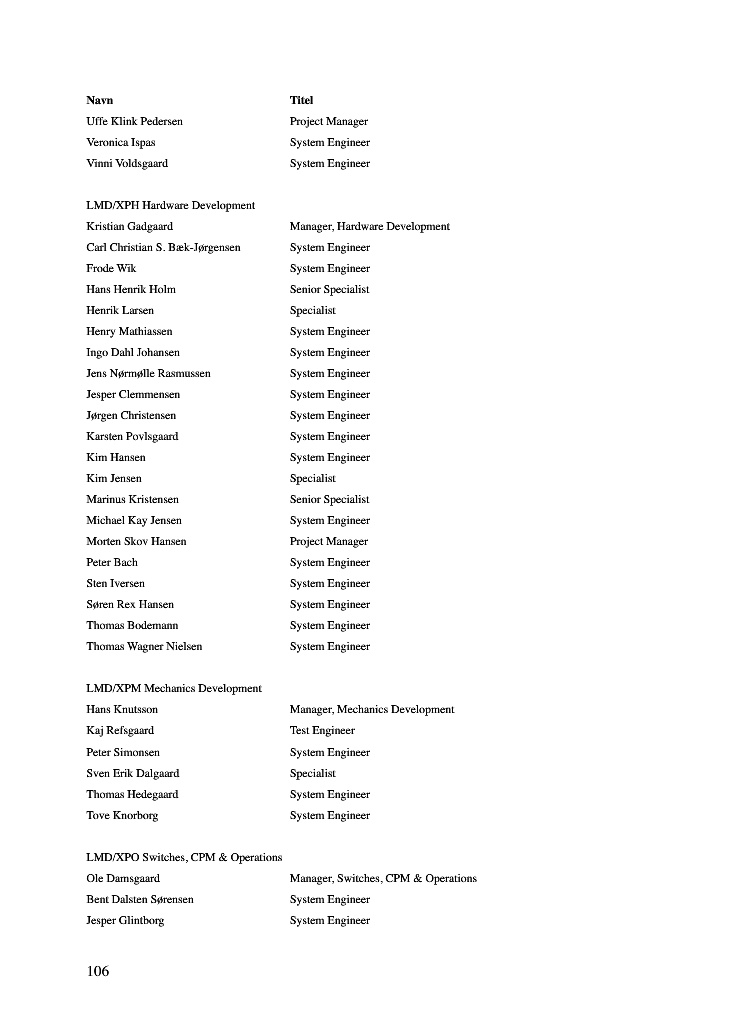 Navn Titel
Uffe Klink Pedersen Project Manager
Veronica Ispas System Engineer
Vinni Voldsgaard System Engineer
LMD/XPH Hardware Development
Kristian Gadgaard Manager, Hardware Development
Carl Christian S. Bæk-Jørgensen System Engineer
Frode Wik System Engineer
Hans Henrik Holm Senior Specialist
Henrik Larsen Specialist
Henry Mathiassen System Engineer
Ingo Dahl Johansen System Engineer
Jens Nørmølle Rasmussen System Engineer
Jesper Clemmensen System Engineer
Jørgen Christensen System Engineer
Karsten Povlsgaard System Engineer
Kim Hansen System Engineer
Kim Jensen Specialist
Marinus Kristensen Senior Specialist
Michael Kay Jensen System Engineer
Morten Skov Hansen Project Manager
Peter Bach System Engineer
Sten Iversen System Engineer
Søren Rex Hansen System Engineer
Thomas Bodemann System Engineer
Thomas Wagner Nielsen System Engineer
LMD/XPM Mechanics Development
Hans Knutsson Manager, Mechanics Development
Kaj Refsgaard Test Engineer
Peter Simonsen System Engineer
Sven Erik Dalgaard Specialist
Thomas Hedegaard System Engineer
Tove Knorborg System Engineer
LMD/XPO Switches, CPM & Operations
Ole Damsgaard Manager, Switches, CPM & Operations
Bent Dalsten Sørensen System Engineer
Jesper Glintborg System Engineer
106